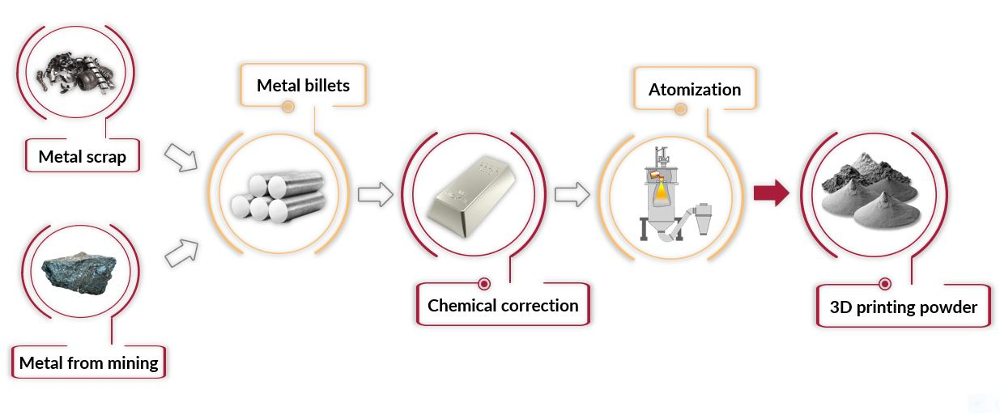 Metal scrap
Metal from mining
Metal billets
Chemical correction
Atomization
3D printing powder